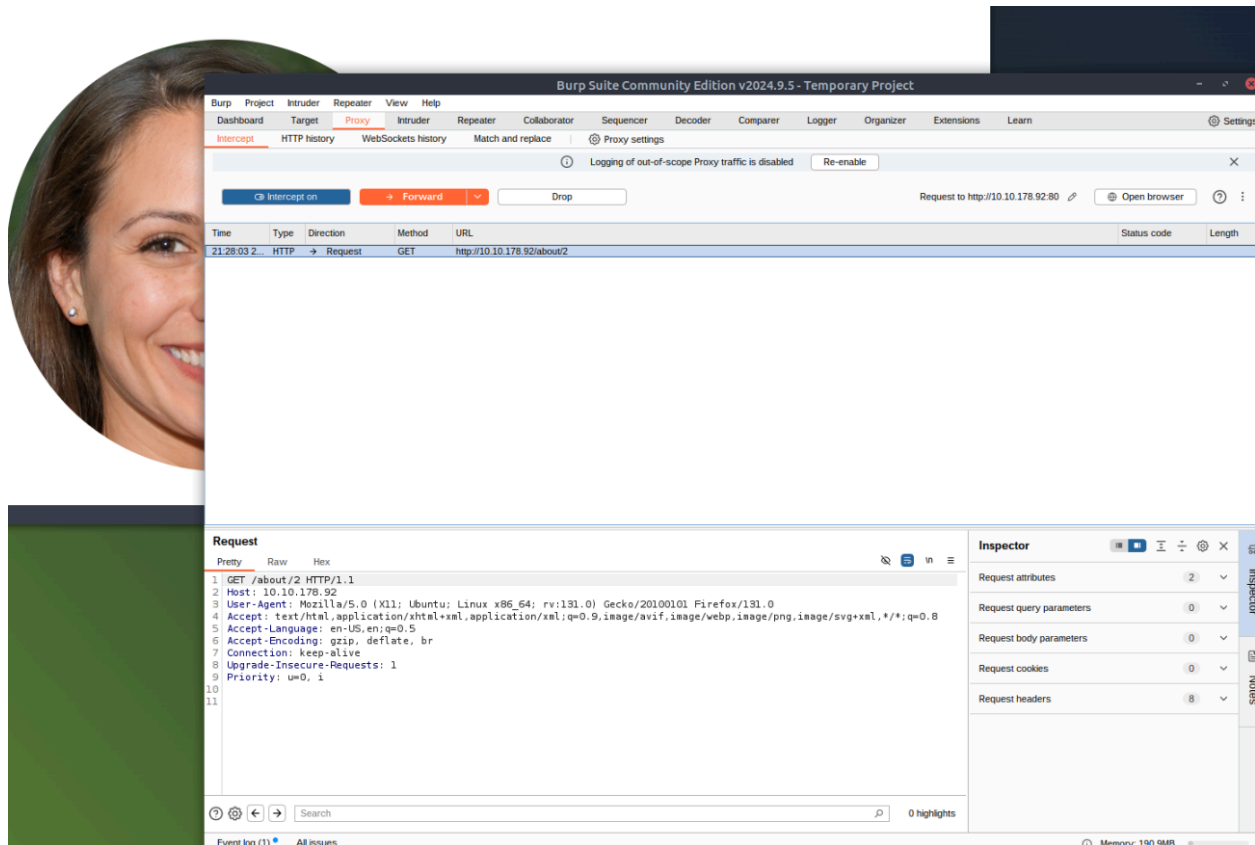 Burp Suite Community Edition v2024.9.5 - Temporary Project
Burp Project Intruder Repeater View Help
Dashboard Target Proxy Intruder Repeater Collaborator Sequencer Decoder Comparer Logger Organizer Extensions Learn Settings
Intercept HTTP history WebSockets history Match and replace Proxy settings
Logging of out-of-scope Proxy traffic is disabled Re-enable
Intercept on Forward Drop Request to http://10.10.178.92:80 Open browser
Time Type Direction Method URL Status code Length
21:28:03 2... HTTP → Request GET http://10.10.178.92/about/2
Request
Pretty Raw Hex
1 GET /about/2 HTTP/1.1
2 Host: 10.10.178.92
3 User-Agent: Mozilla/5.0 (X11; Ubuntu; Linux x86_64; rv:131.0) Gecko/20100101 Firefox/131.0
4 Accept: text/html,application/xhtml+xml,application/xml;q=0.9,image/avif,image/webp,image/png,image/svg+xml,*/*;q=0.8
5 Accept-Language: en-US,en;q=0.5
6 Accept-Encoding: gzip, deflate, br
7 Connection: keep-alive
8 Upgrade-Insecure-Requests: 1
9 Priority: u=0, i
10
11
Inspector
Request attributes 2
Request query parameters 0
Request body parameters 0
Request cookies 0
Request headers 8
Inspector
Notes
Search 0 highlights
Event log (1) All issues Memory: 190.9MB